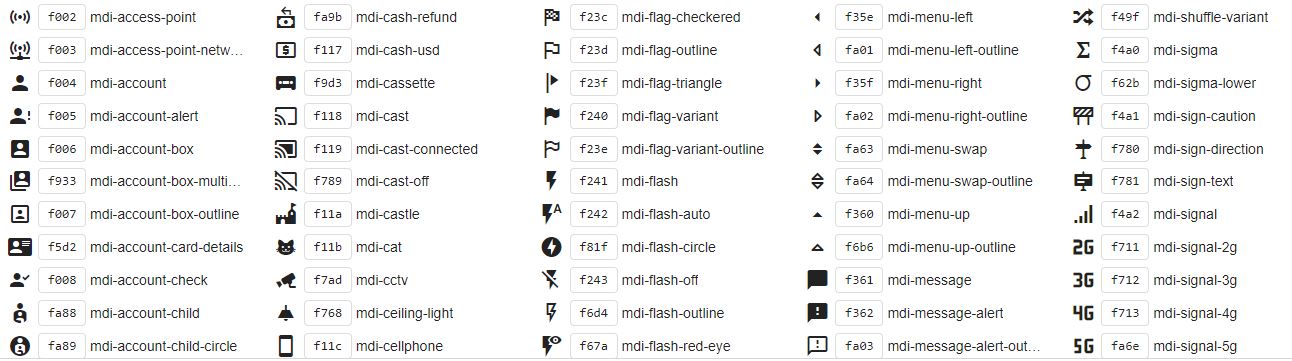 f002 mdi-access-point
f003 mdi-access-point-netw...
f004 mdi-account
f005 mdi-account-alert
f006 mdi-account-box
f933 mdi-account-box-multi...
f007 mdi-account-box-outline
f5d2 mdi-account-card-details
f008 mdi-account-check
fa88 mdi-account-child
fa89 mdi-account-child-circle
fa9b mdi-cash-refund
f117 mdi-cash-usd
f9d3 mdi-cassette
f118 mdi-cast
f119 mdi-cast-connected
f789 mdi-cast-off
f11a mdi-castle
f11b mdi-cat
f7ad mdi-cctv
f768 mdi-ceiling-light
f11c mdi-cellphone
f23c mdi-flag-checkered
f23d mdi-flag-outline
f23f mdi-flag-triangle
f240 mdi-flag-variant
f23e mdi-flag-variant-outline
f241 mdi-flash
A f242 mdi-flash-auto
f81f mdi-flash-circle
f243 mdi-flash-off
f6d4 mdi-flash-outline
f67a mdi-flash-red-eye
f35e mdi-menu-left
fa01 mdi-menu-left-outline
f35f mdi-menu-right
fa02 mdi-menu-right-outline
fa63 mdi-menu-swap
fa64 mdi-menu-swap-outline
f360 mdi-menu-up
f6b6 mdi-menu-up-outline
f361 mdi-message
f362 mdi-message-alert
fa03 mdi-message-alert-out...
f49f mdi-shuffle-variant
Σ f4a0 mdi-sigma
σ f62b mdi-sigma-lower
f4a1 mdi-sign-caution
f780 mdi-sign-direction
f781 mdi-sign-text
f4a2 mdi-signal
2G f711 mdi-signal-2g
3G f712 mdi-signal-3g
4G f713 mdi-signal-4g
5G fa6e mdi-signal-5g